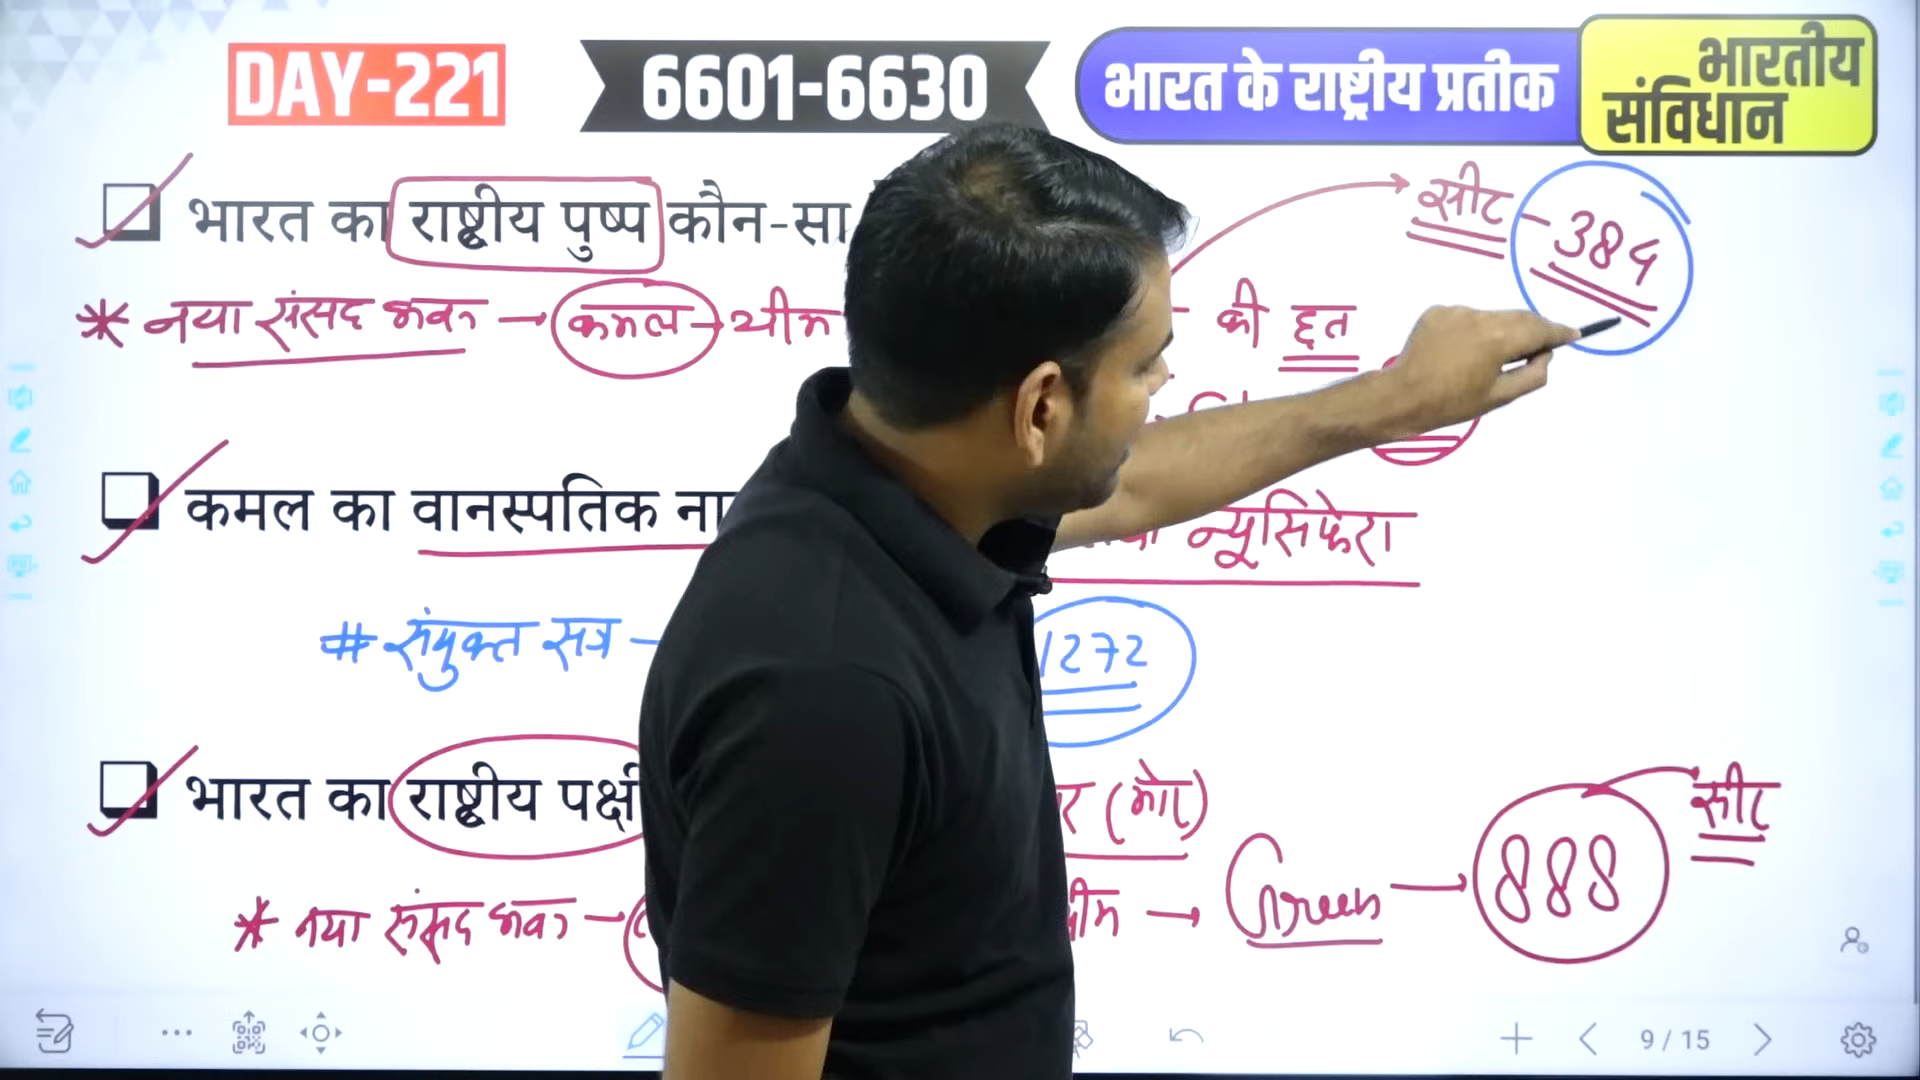 DAY-221
6601-6630
भारत के राष्ट्रीय प्रतीक
भारतीय
संविधान
भारत का राष्ट्रीय पुष्प कौन-सा
सीट - 384
* नया संसद भवन → कमल → थीम
की छत
कमल का वानस्पतिक ना
न्यूसिफेरा
# संयुक्त सत्र -
1272
भारत का राष्ट्रीय पक्षी
र (मोर)
सीट
* नया संसद भवन →
थीम → Green → 888
9 / 15